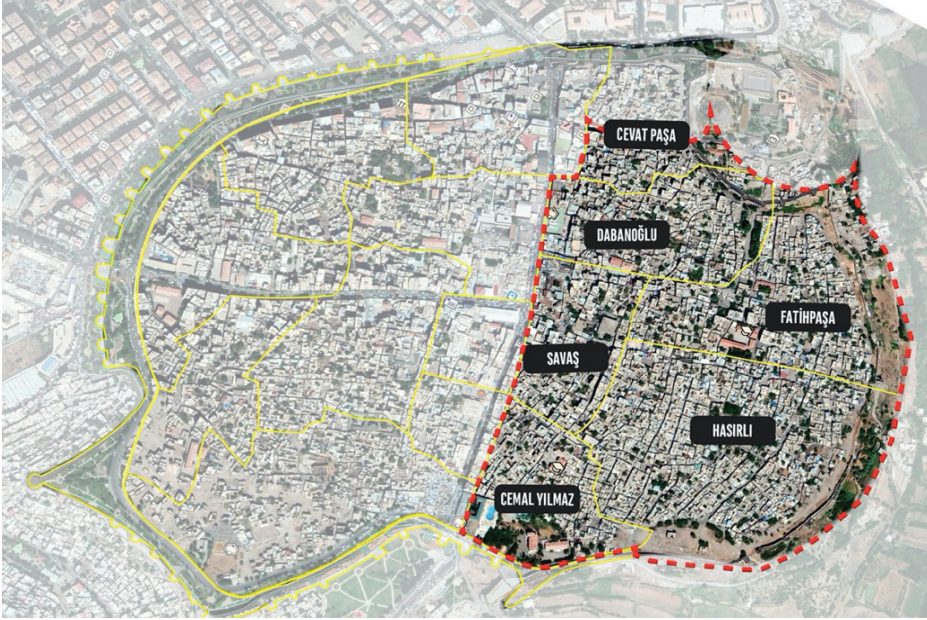 CEVAT PAŞA
DABANOĞLU
FATİHPAŞA
SAVAŞ
HASIRLI
CEMAL YILMAZ